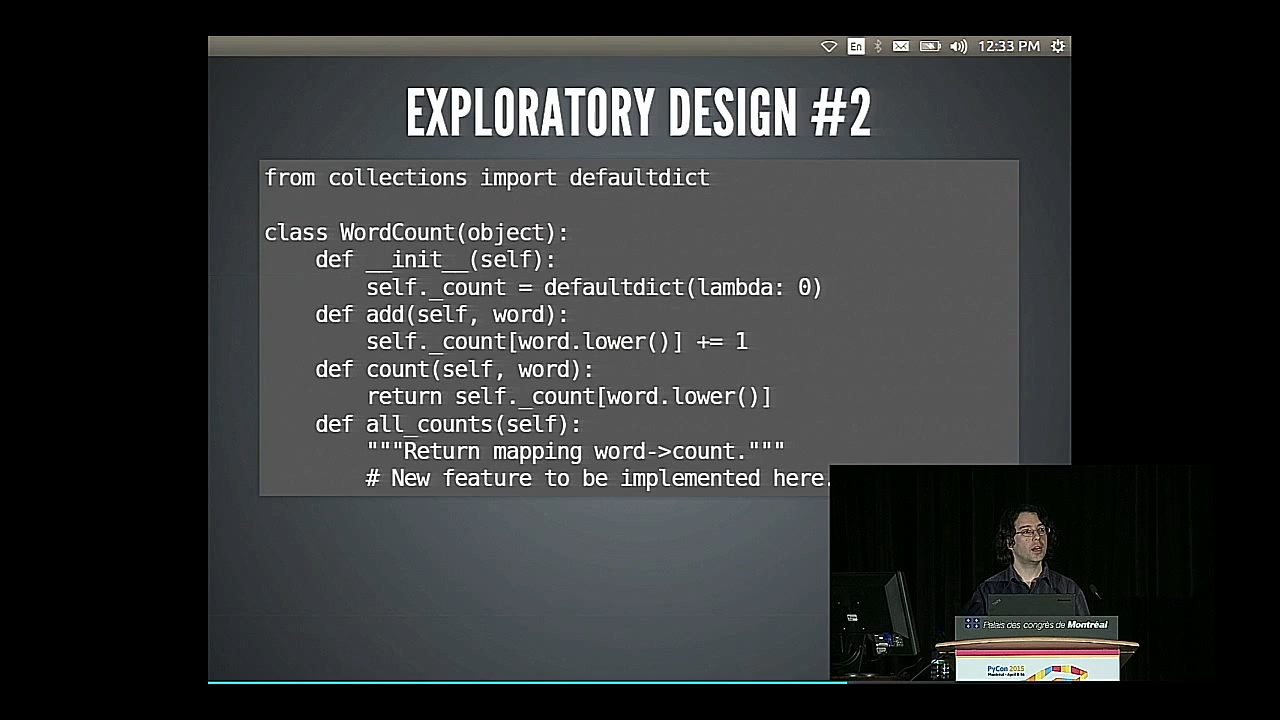 En
12:33 PM
EXPLORATORY DESIGN #2
from collections import defaultdict
class WordCount(object):
    def __init__(self):
        self._count = defaultdict(lambda: 0)
    def add(self, word):
        self._count[word.lower()] += 1
    def count(self, word):
        return self._count[word.lower()]
    def all_counts(self):
        """Return mapping word->count."""
        # New feature to be implemented here.
Palais des congrès de Montréal
PyCon 2015